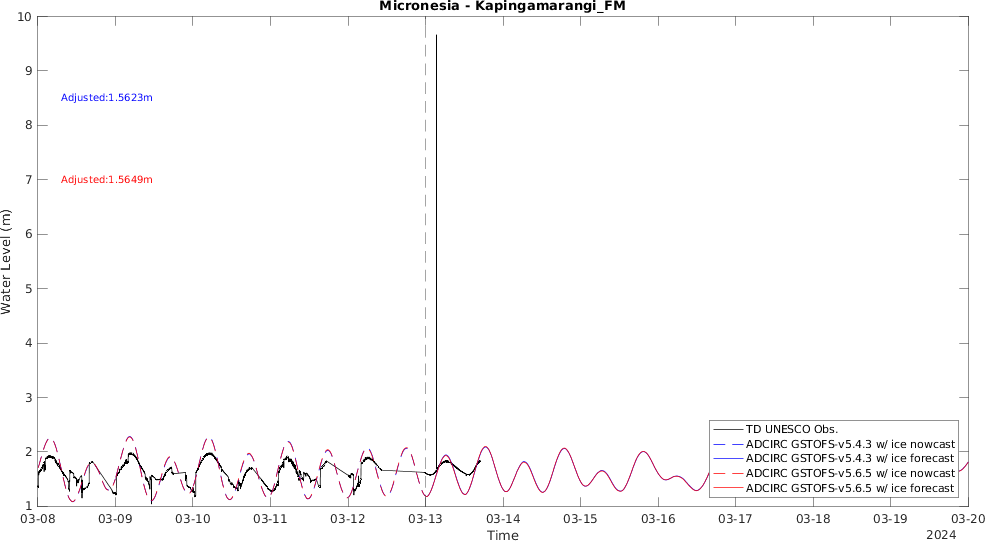 Micronesia - Kapingamarangi_FM
Water Level (m)
10
9
8
7
6
5
4
3
2
1
Adjusted:1.5623m
Adjusted:1.5649m
TD UNESCO Obs.
ADCIRC GSTOFS-v5.4.3 w/ ice nowcast
ADCIRC GSTOFS-v5.4.3 w/ ice forecast
ADCIRC GSTOFS-v5.6.5 w/ ice nowcast
ADCIRC GSTOFS-v5.6.5 w/ ice forecast
03-08 03-09 03-10 03-11 03-12 03-13 03-14 03-15 03-16 03-17 03-18 03-19 03-20
Time 2024